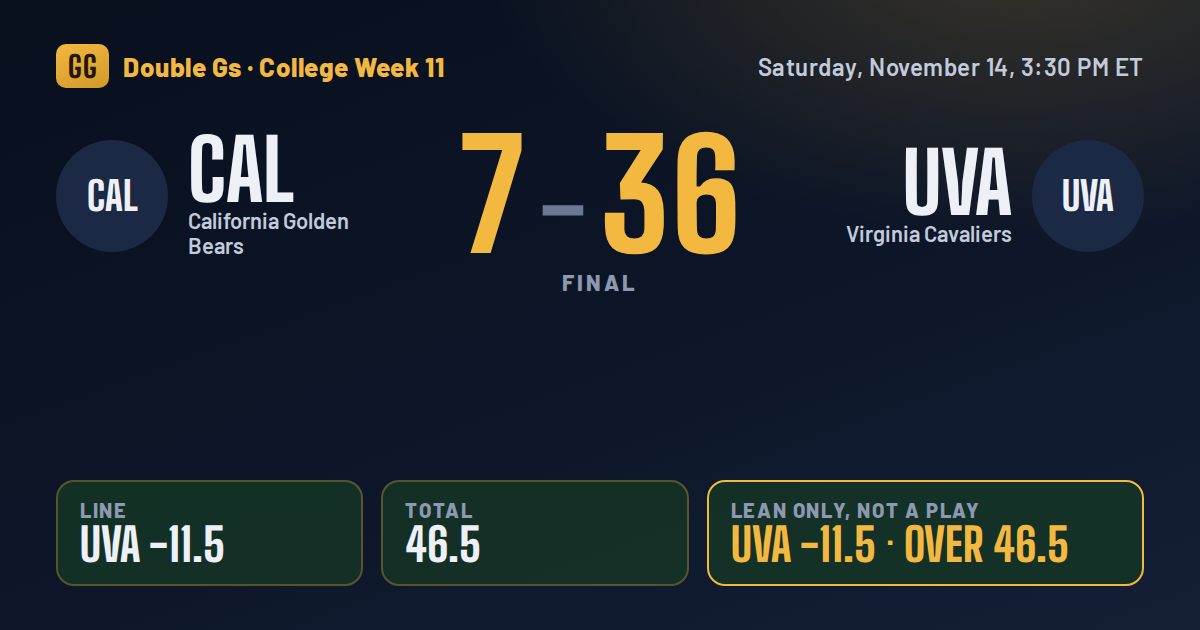 GG Double Gs · College Week 11
Saturday, November 14, 3:30 PM ET
CAL
CAL
California Golden
Bears
7 – 36
FINAL
UVA
Virginia Cavaliers
UVA
LINE
UVA −11.5
TOTAL
46.5
LEAN ONLY, NOT A PLAY
UVA −11.5 · OVER 46.5